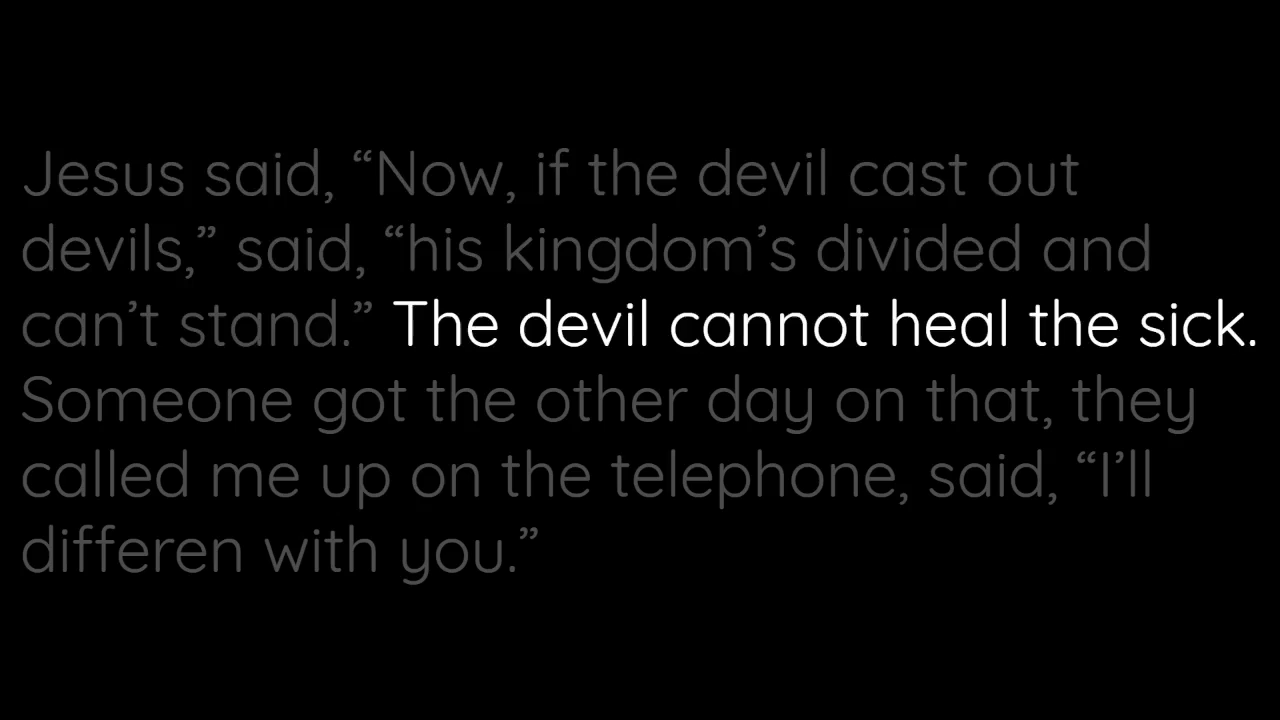 Jesus said, “Now, if the devil cast out
devils,” said, “his kingdom’s divided and
can’t stand.” The devil cannot heal the sick.
Someone got the other day on that, they
called me up on the telephone, said, “I’ll
differen with you.”